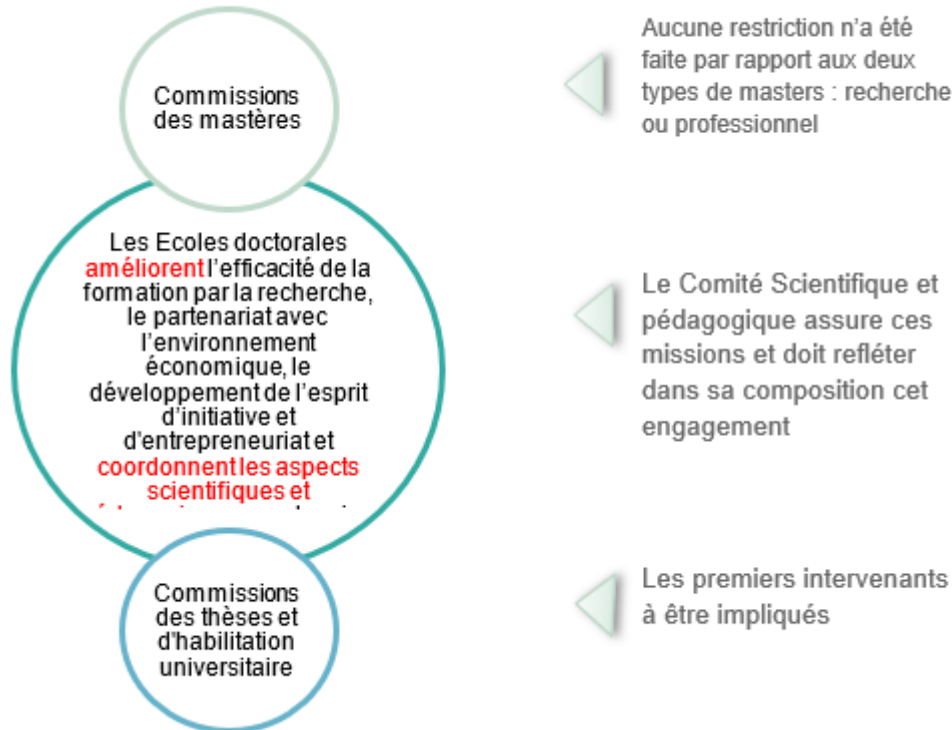 Commissions
des mastères
Aucune restriction n'a été
faite par rapport aux deux
types de masters : recherche
ou professionnel
Les Ecoles doctorales
améliorent l'efficacité de la
formation par la recherche,
le partenariat avec
l'environnement
économique, le
développement de l'esprit
d'initiative et
d'entrepreneuriat et
coordonnent les aspects
scientifiques et
Le Comité Scientifique et
pédagogique assure ces
missions et doit refléter
dans sa composition cet
engagement
Commissions
des thèses et
d'habilitation
universitaire
Les premiers intervenants
à être impliqués